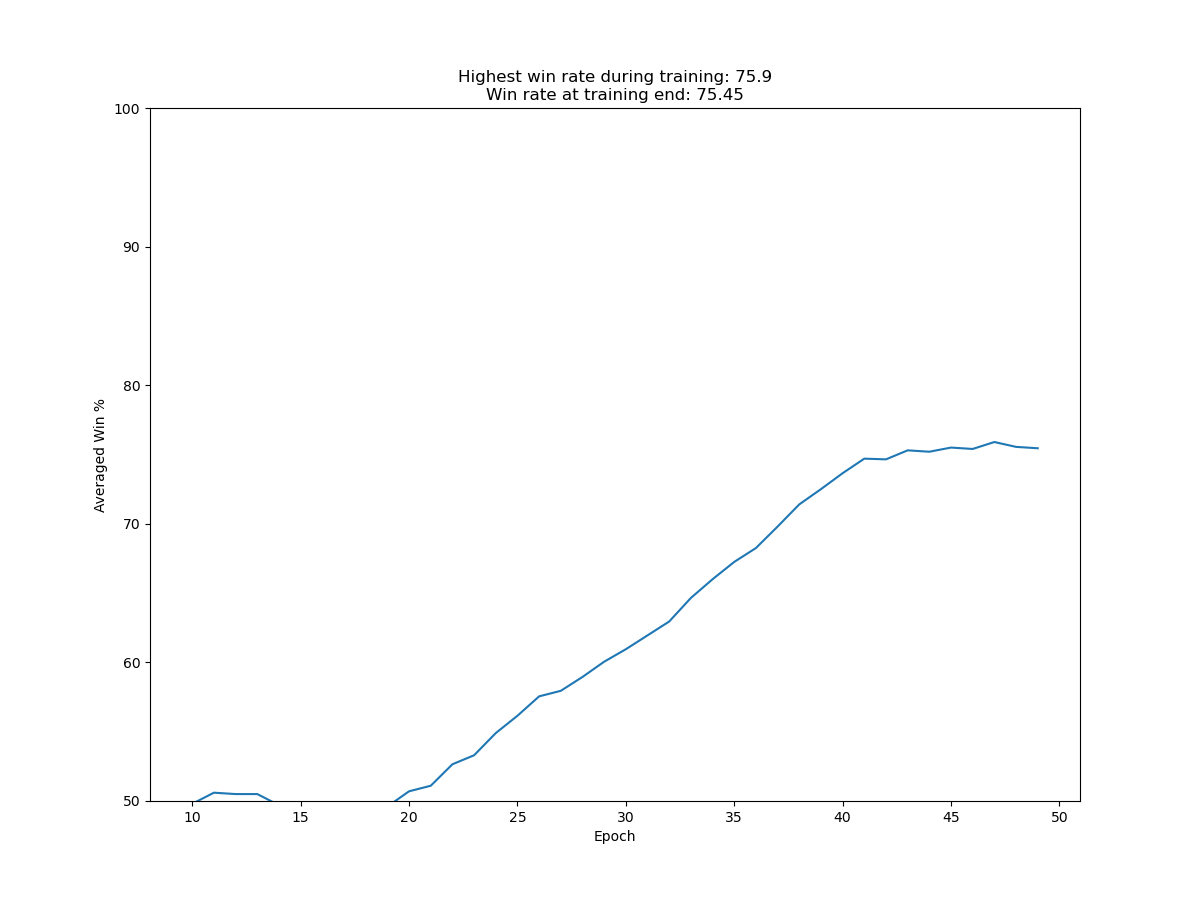 Highest win rate during training: 75.9
Win rate at training end: 75.45
100
90
80
70
60
50
Averaged Win %
10 15 20 25 30 35 40 45 50
Epoch